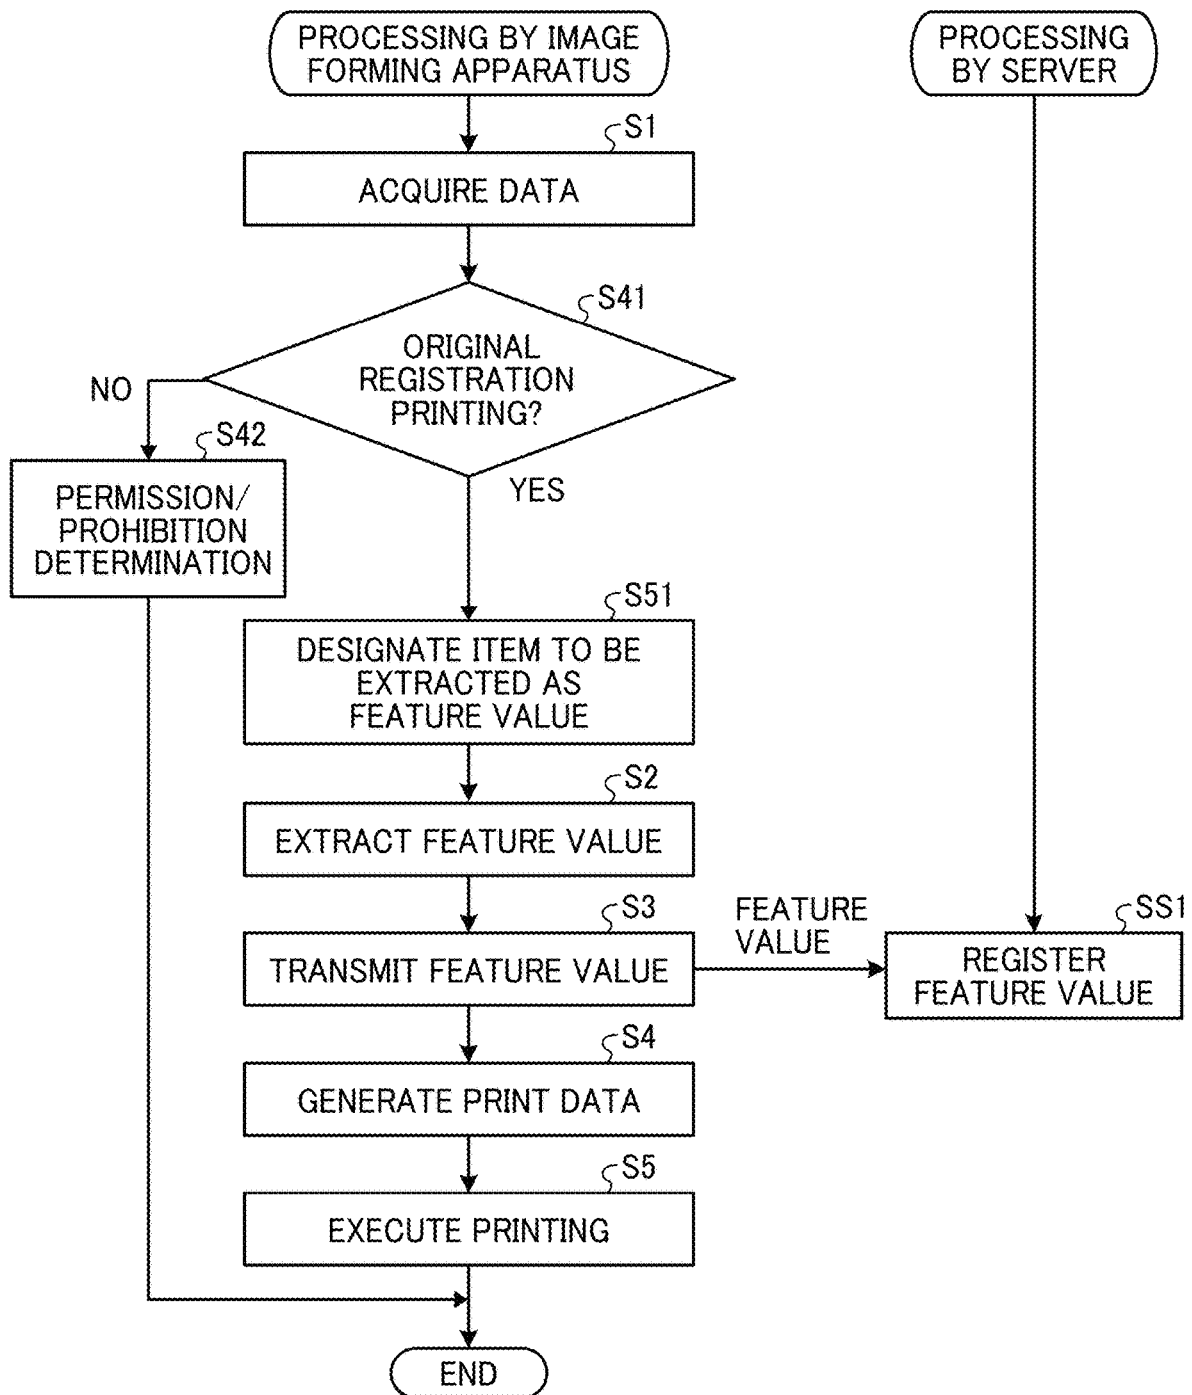 PROCESSING BY IMAGE
FORMING APPARATUS
PROCESSING
BY SERVER
S1
ACQUIRE DATA
S41
ORIGINAL
REGISTRATION
PRINTING?
NO
YES
S42
PERMISSION/
PROHIBITION
DETERMINATION
S51
DESIGNATE ITEM TO BE
EXTRACTED AS
FEATURE VALUE
S2
EXTRACT FEATURE VALUE
S3
TRANSMIT FEATURE VALUE
FEATURE
VALUE
SS1
REGISTER
FEATURE VALUE
S4
GENERATE PRINT DATA
S5
EXECUTE PRINTING
END